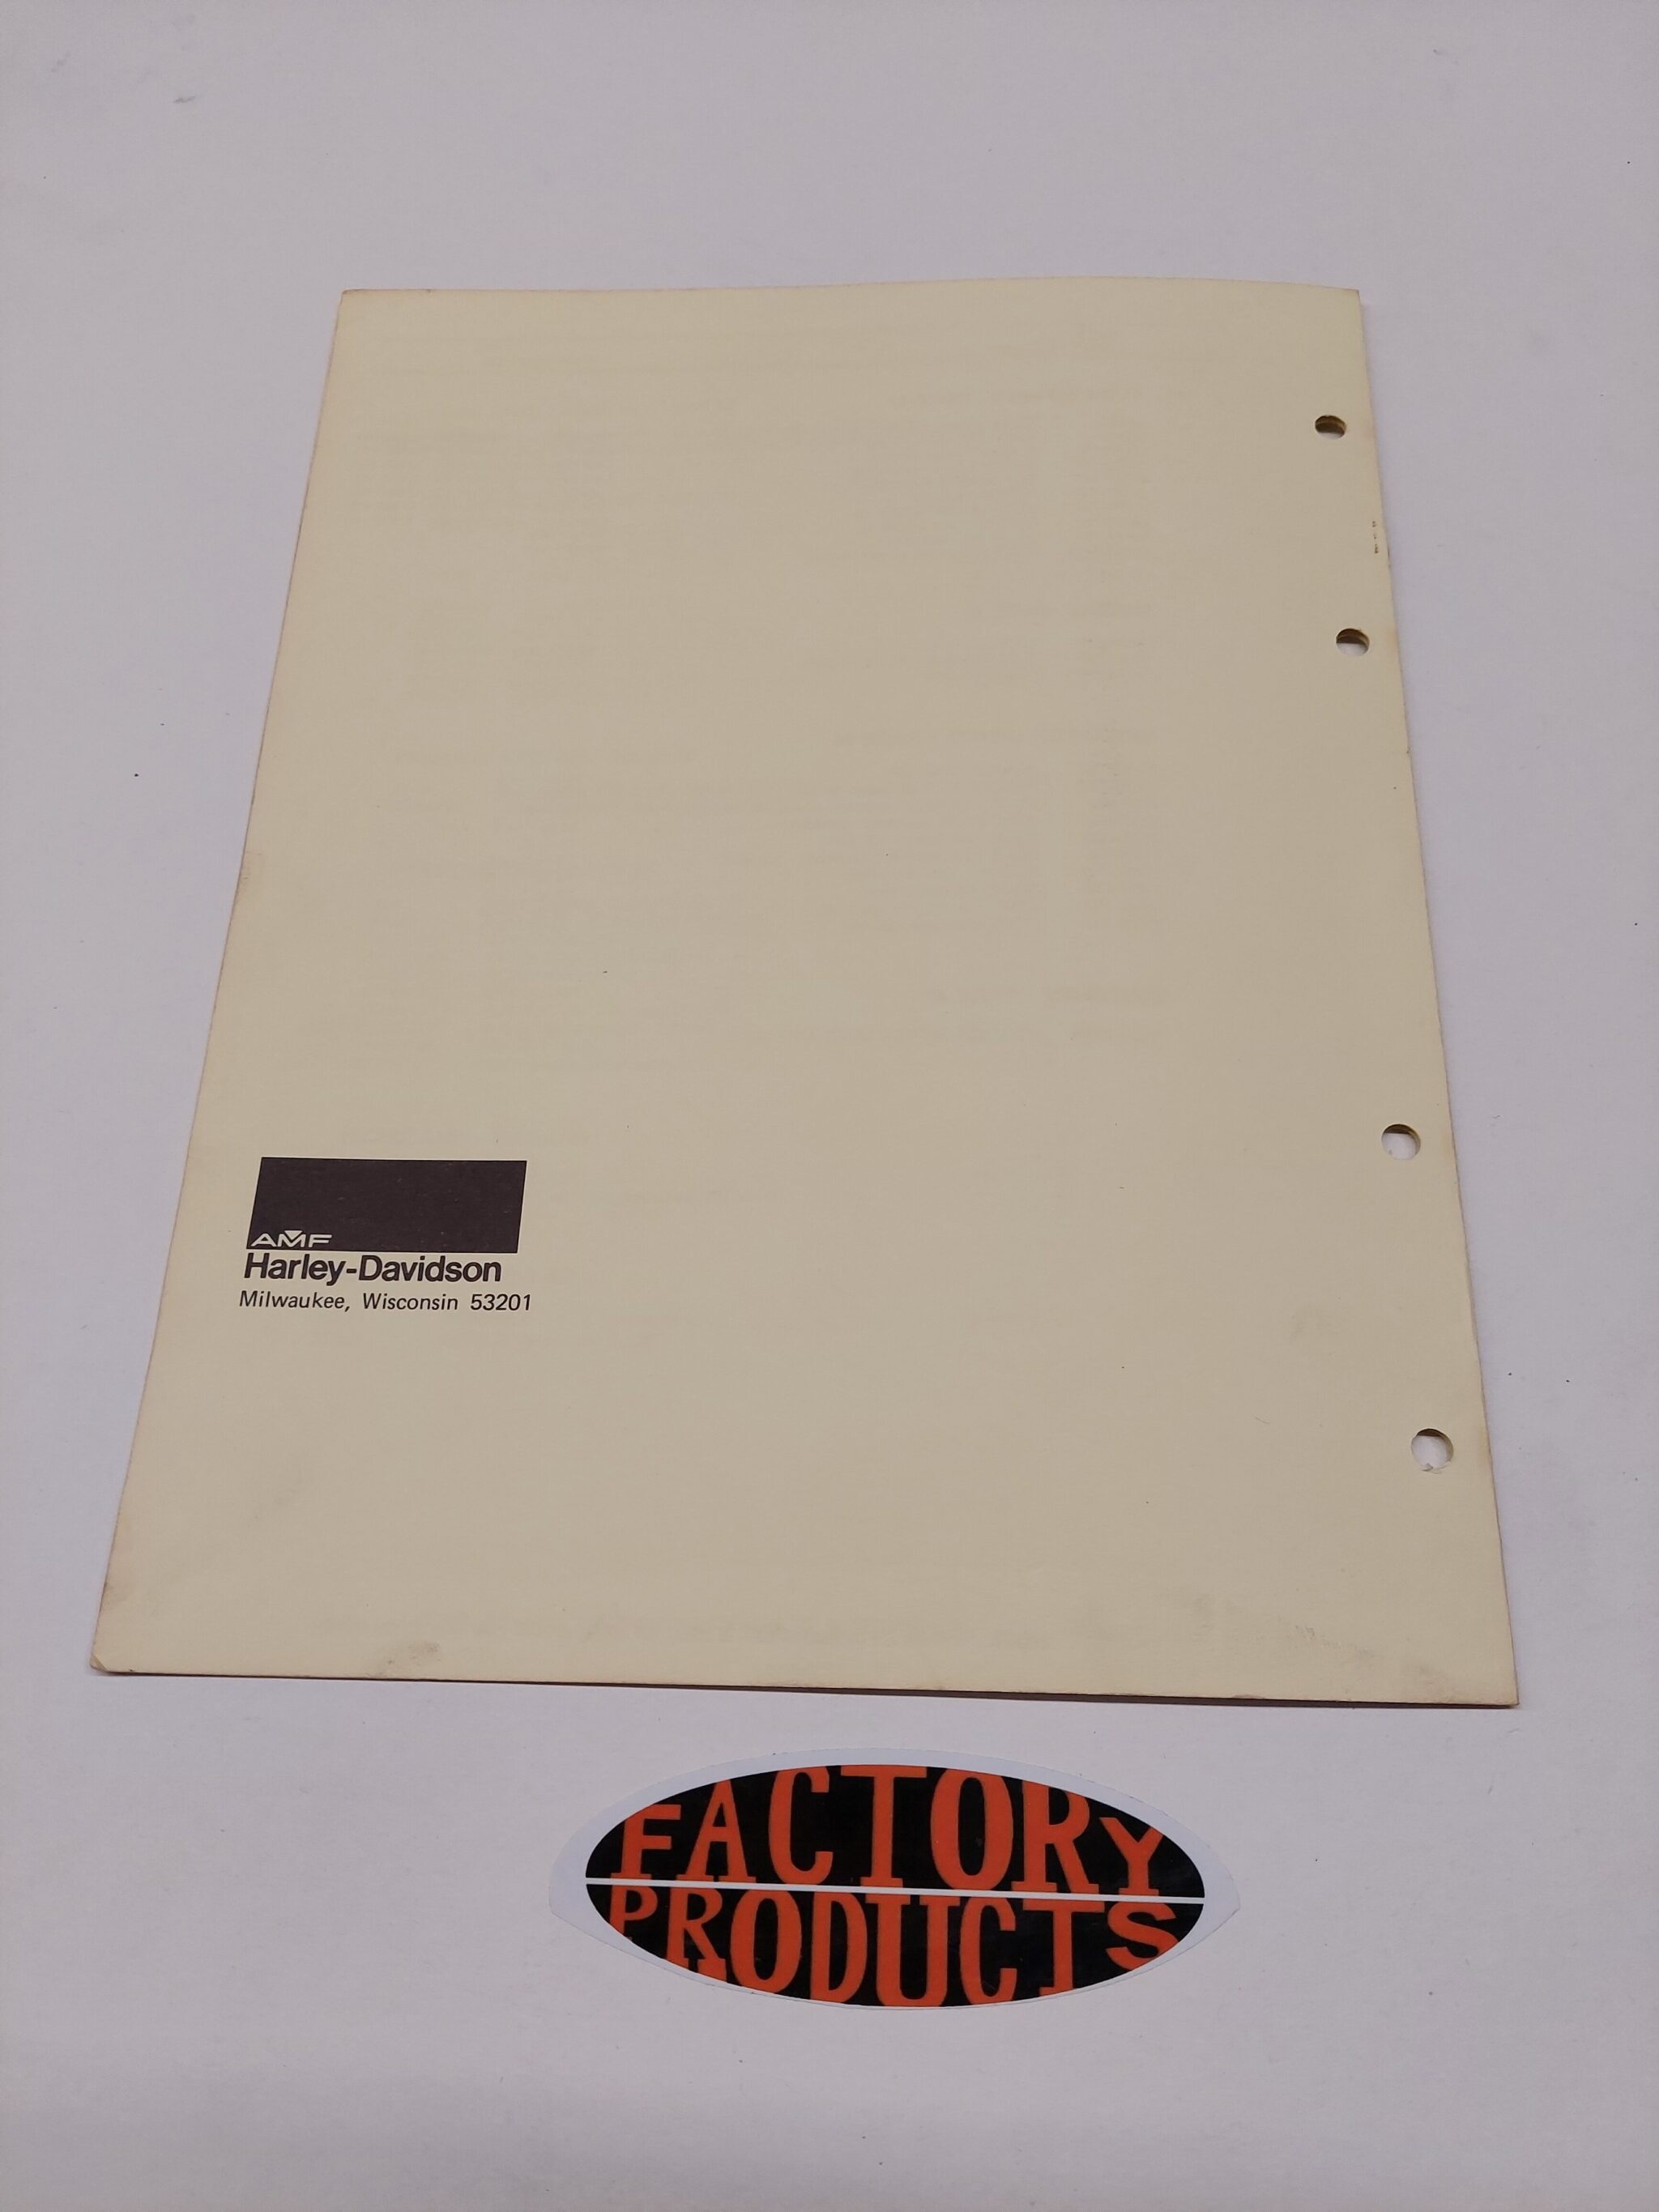 AMF
Harley-Davidson
Milwaukee, Wisconsin 53201
FACTORY
PRODUCTS